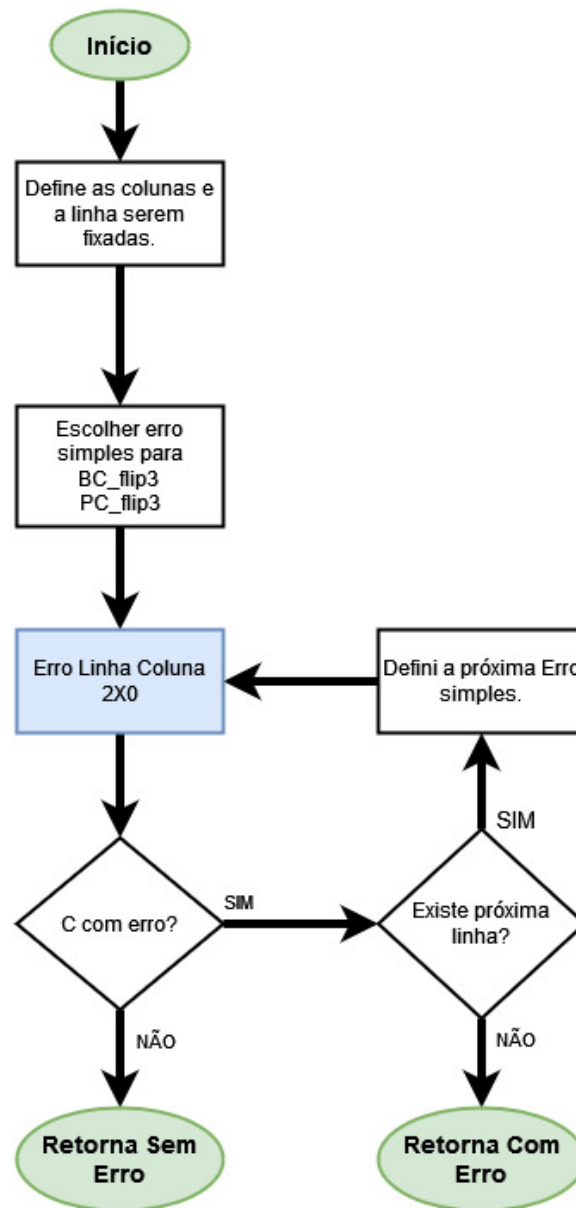 Início
Define as colunas e
a linha serem
fixadas.
Escolher erro
simples para
BC_flip3
PC_flip3
Erro Linha Coluna
2X0
Defini a próxima Erro
simples.
SIM
C com erro?
SIM
Existe próxima
linha?
NÃO
NÃO
Retorna Sem
Erro
Retorna Com
Erro